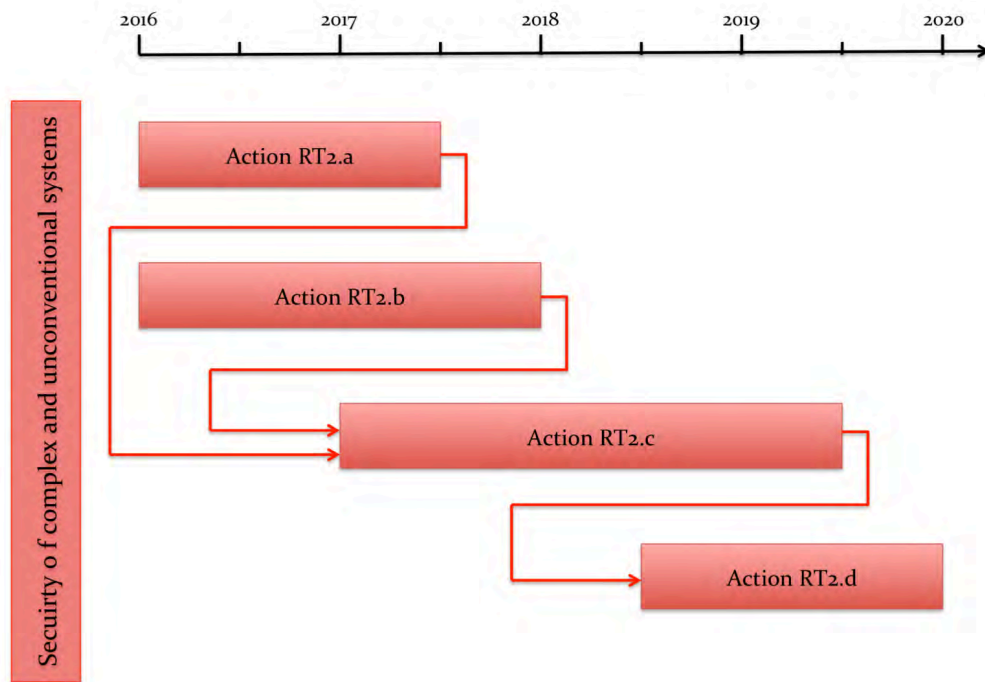 2016 2017 2018 2019 2020
Secuirty o f complex and unconventional systems
Action RT2.a
Action RT2.b
Action RT2.c
Action RT2.d